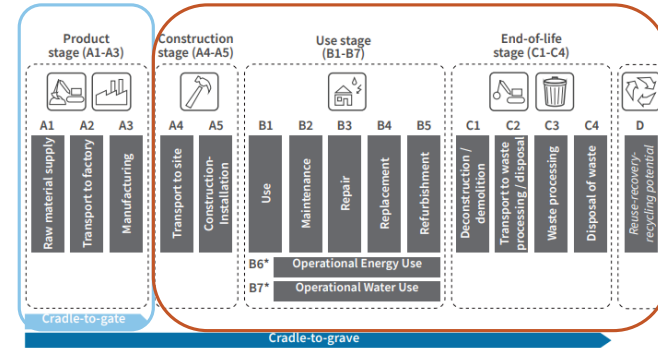 Product
stage (A1-A3)
Construction
stage (A4-A5)
Use stage
(B1-B7)
End-of-life
stage (C1-C4)
A1
A2
A3
A4
A5
B1
B2
B3
B4
B5
C1
C2
C3
C4
D
Raw material supply
Transport to factory
Manufacturing
Transport to site
Construction-
Installation
Use
Maintenance
Repair
Replacement
Refurbishment
Deconstruction /
demolition
Transport to waste
processing / disposal
Waste processing
Disposal of waste
Reuse-recovery-
recycling potential
B6*
Operational Energy Use
B7*
Operational Water Use
Cradle-to-gate
Cradle-to-grave